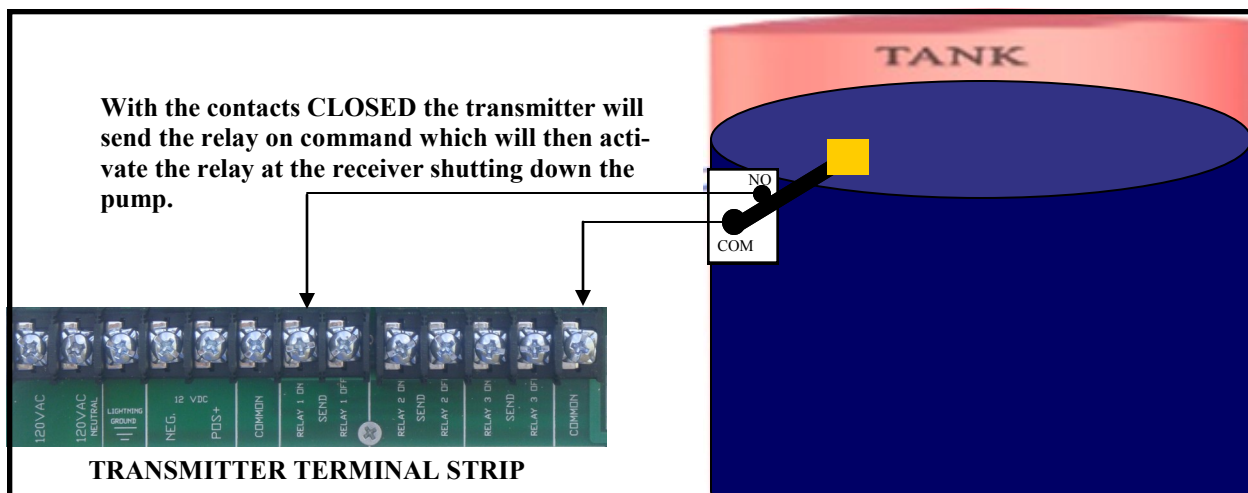 TANK
With the contacts CLOSED the transmitter will
send the relay on command which will then acti-
vate the relay at the receiver shutting down the
pump.
NO
COM
120VAC
120VAC
NEUTRAL
LIGHTNING
GROUND
12 VDC
NEG.
POS+
COMMON
RELAY 1 ON
SEND
RELAY 1 OFF
RELAY 2 ON
SEND
RELAY 2 OFF
RELAY 3 ON
SEND
RELAY 3 OFF
COMMON
TRANSMITTER TERMINAL STRIP